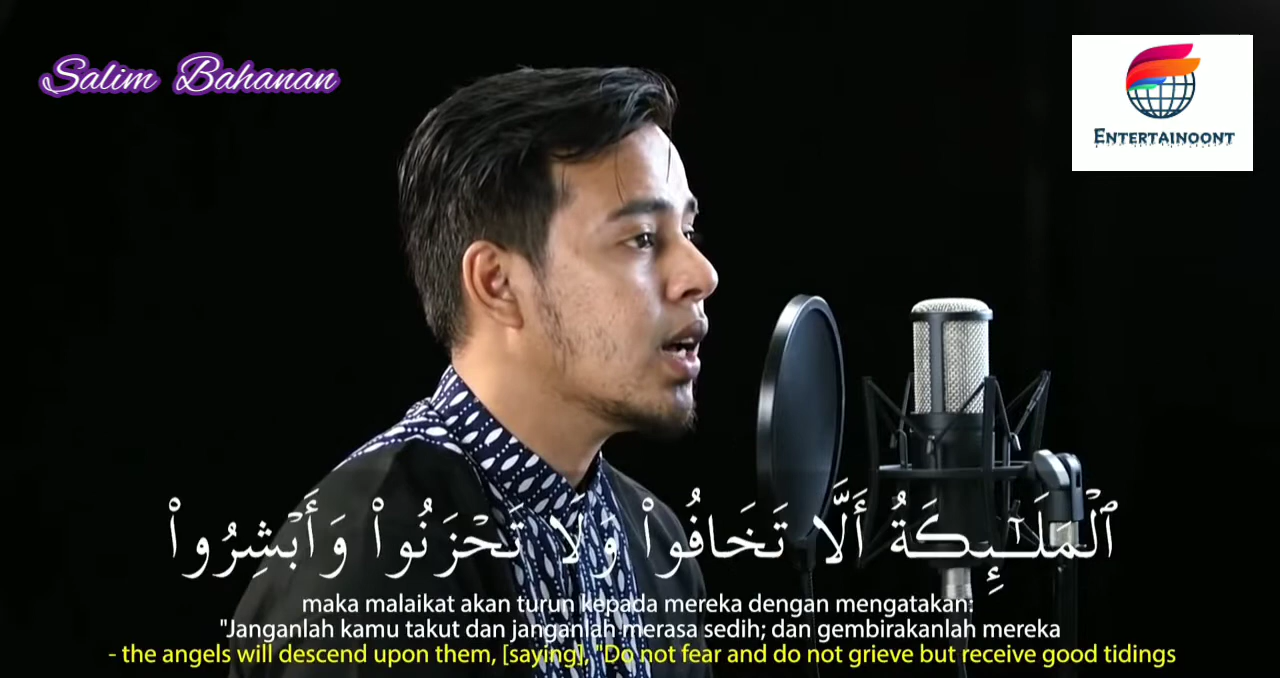 Salim Bahanan
ENTERTAINOONT
ٱلْمَلَـٰٓئِكَةُ أَلَّا تَخَافُوا۟ وَلَا تَحْزَنُوا۟ وَأَبْشِرُوا۟
maka malaikat akan turun kepada mereka dengan mengatakan:
"Janganlah kamu takut dan janganlah merasa sedih; dan gembirakanlah mereka
- the angels will descend upon them, [saying], "Do not fear and do not grieve but receive good tidings